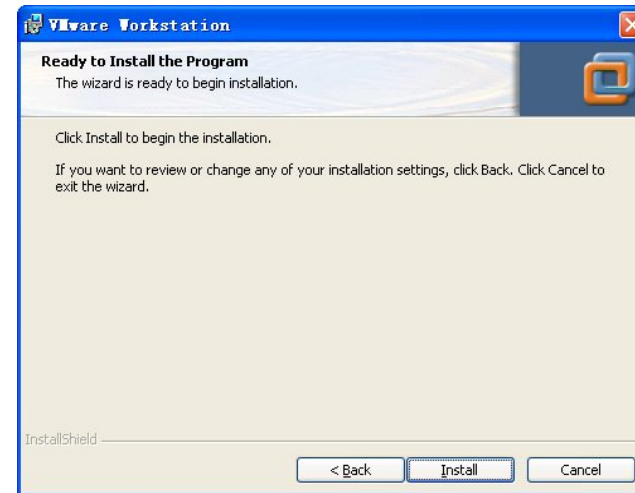 VMware Workstation
Ready to Install the Program
The wizard is ready to begin installation.
Click Install to begin the installation.
If you want to review or change any of your installation settings, click Back. Click Cancel to
exit the wizard.
InstallShield
< Back Install Cancel